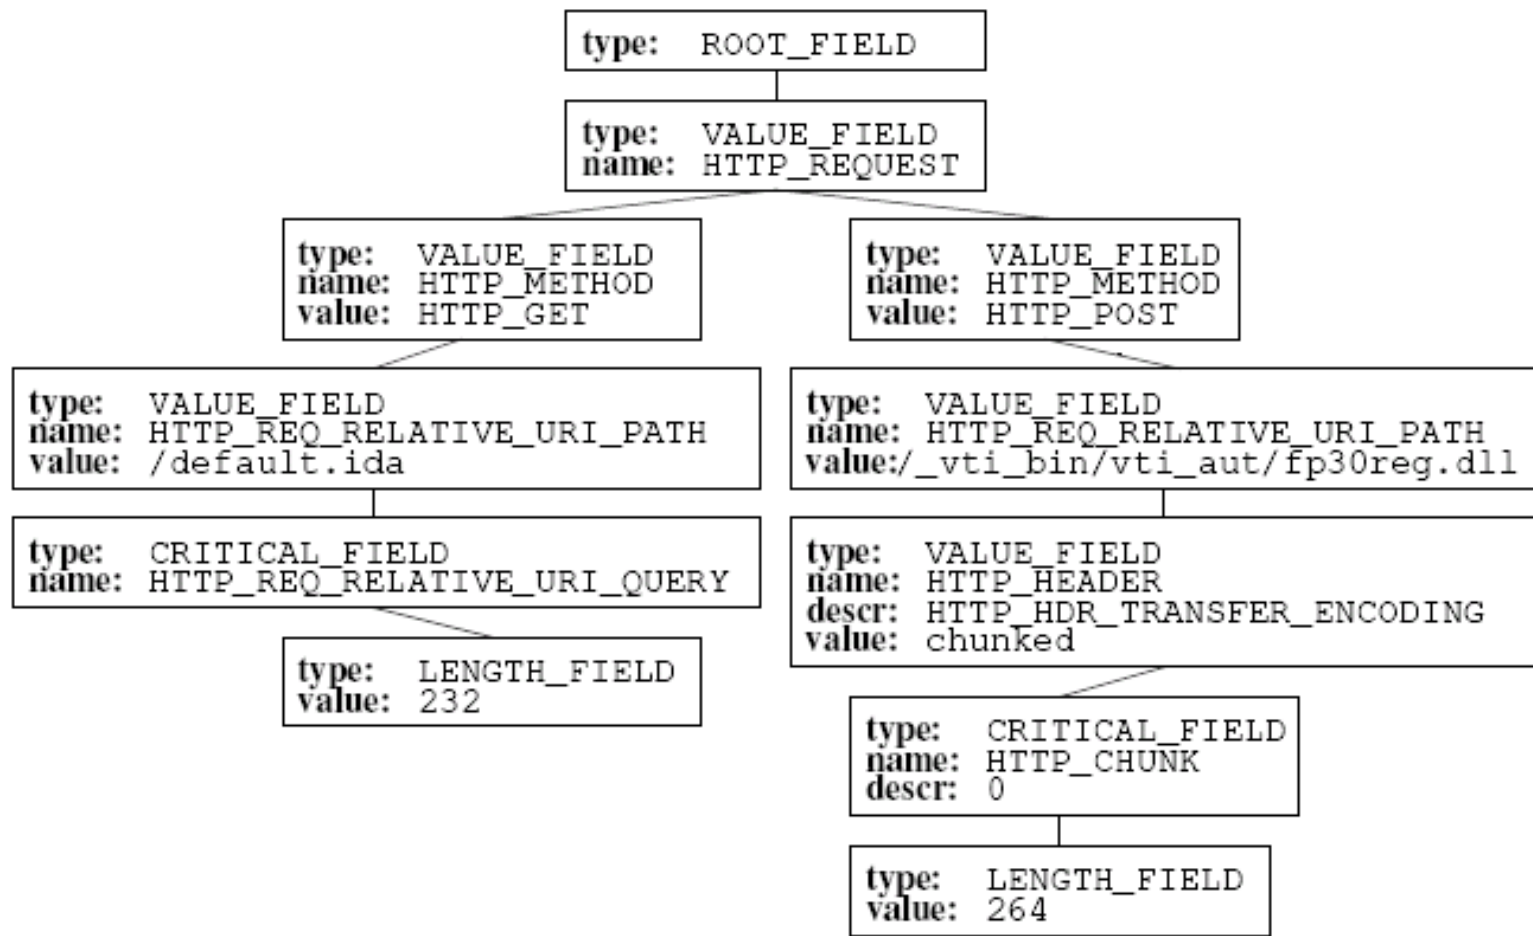 type: ROOT_FIELD
type: VALUE_FIELD
name: HTTP_REQUEST
type: VALUE_FIELD
name: HTTP_METHOD
value: HTTP_GET
type: VALUE_FIELD
name: HTTP_METHOD
value: HTTP_POST
type: VALUE_FIELD
name: HTTP_REQ_RELATIVE_URI_PATH
value: /default.ida
type: VALUE_FIELD
name: HTTP_REQ_RELATIVE_URI_PATH
value:/_vti_bin/vti_aut/fp30reg.dll
type: CRITICAL_FIELD
name: HTTP_REQ_RELATIVE_URI_QUERY
type: VALUE_FIELD
name: HTTP_HEADER
descr: HTTP_HDR_TRANSFER_ENCODING
value: chunked
type: LENGTH_FIELD
value: 232
type: CRITICAL_FIELD
name: HTTP_CHUNK
descr: 0
type: LENGTH_FIELD
value: 264